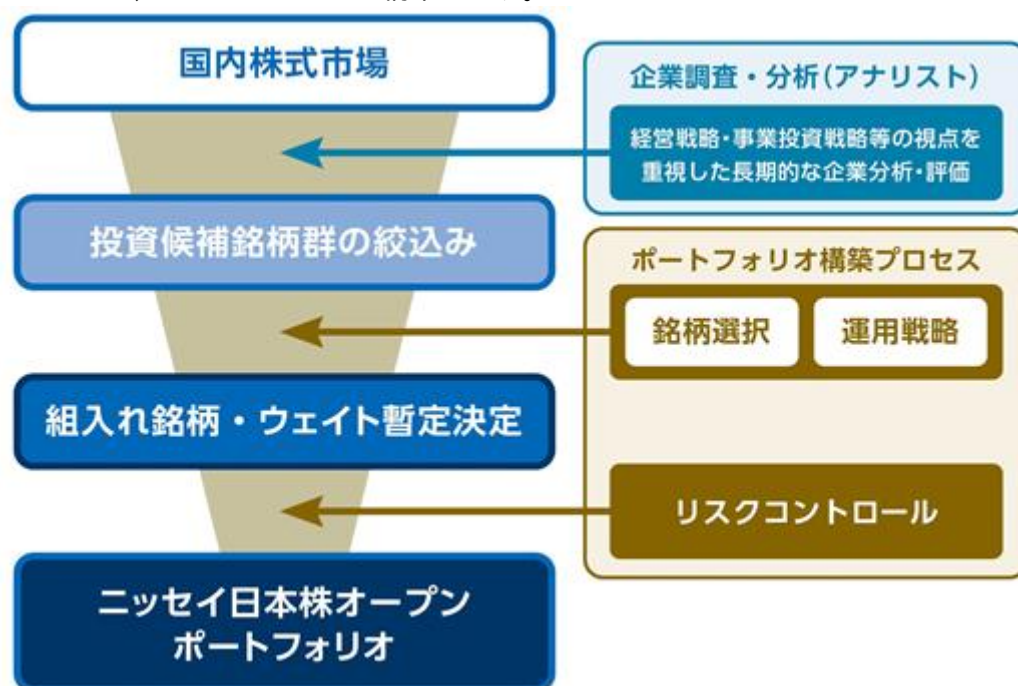 国内株式市場
企業調査・分析(アナリスト)
経営戦略・事業投資戦略等の視点を
重視した長期的な企業分析・評価
投資候補銘柄群の絞込み
ポートフォリオ構築プロセス
銘柄選択
運用戦略
組入れ銘柄・ウェイト暫定決定
リスクコントロール
ニッセイ日本株オープン
ポートフォリオ